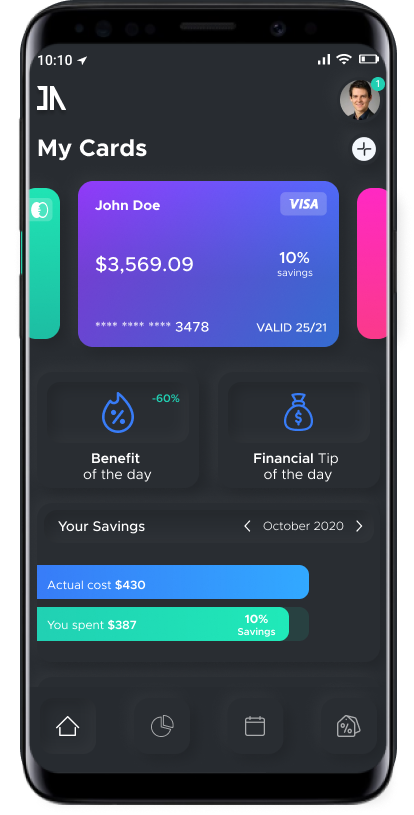 10:10
1
My Cards
John Doe
VISA
$3,569.09
10%
savings
**** **** **** 3478
VALID 25/21
-60%
Benefit
of the day
Financial Tip
of the day
Your Savings
October 2020
Actual cost $430
You spent $387
10%
Savings